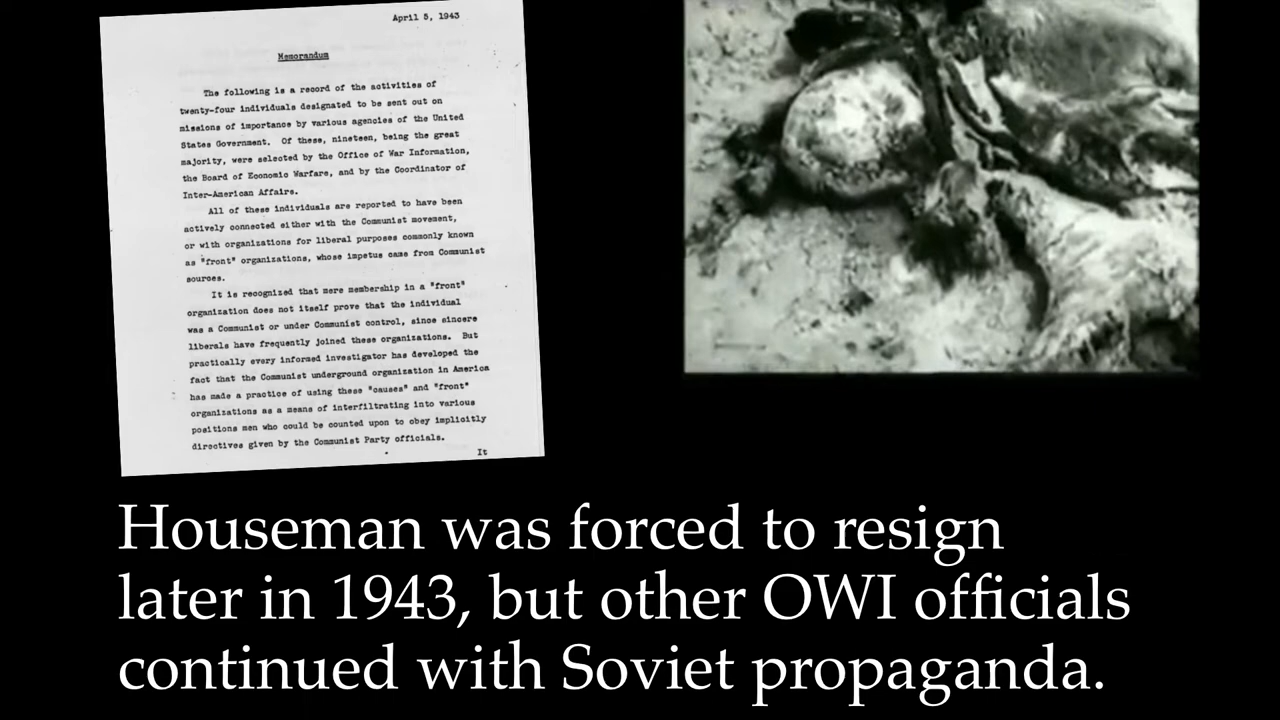 April 5, 1943
Memorandum
The following is a record of the activities of
twenty-four individuals designated to be sent out on
missions of importance by various agencies of the United
States Government. Of these, nineteen, being the great
majority, were selected by the Office of War Information,
the Board of Economic Warfare, and by the Coordinator of
Inter-American Affairs.
All of these individuals are reported to have been
actively connected either with the Communist movement,
or with organizations for liberal purposes commonly known
as "front" organizations, whose impetus came from Communist
sources.
It is recognized that mere membership in a "front"
organization does not itself prove that the individual
was a Communist or under Communist control, since sincere
liberals have frequently joined these organizations. But
practically every informed investigator has developed the
fact that the Communist underground organization in America
has made a practice of using these "causes" and "front"
organizations as a means of interfiltrating into various
positions men who could be counted upon to obey implicitly
directives given by the Communist Party officials.
It
Houseman was forced to resign
later in 1943, but other OWI officials
continued with Soviet propaganda.